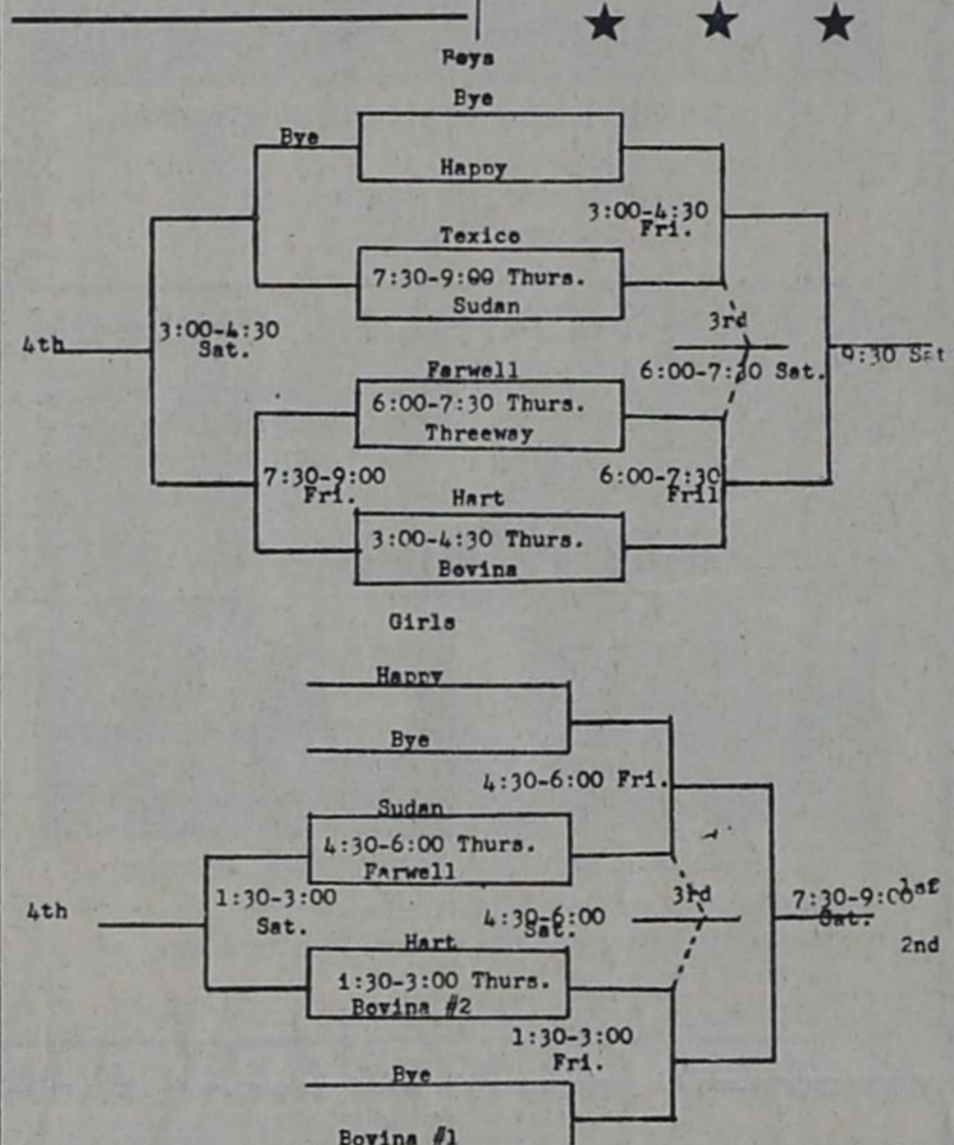 Boys
Bye
Bye
Happy
3:00-4:30
Fri.
Texico
7:30-9:00 Thurs.
Sudan
3rd
3:00-4:30
Sat.
4th
9:30 Sat
Farwell
6:00-7:30 Sat.
6:00-7:30 Thurs.
Threeway
7:30-9:00
Fri.
6:00-7:30
Fril
Hart
3:00-4:30 Thurs.
Bovina
Girls
Happy
Bye
4:30-6:00 Fri.
Sudan
4:30-6:00 Thurs.
Farwell
1:30-3:00
Sat.
3rd
7:30-9:00
Sat.
1st
4th
4:30-6:00
Sat.
2nd
Hart
1:30-3:00 Thurs.
Bovina #2
1:30-3:00
Fri.
Bye
Bovina #1